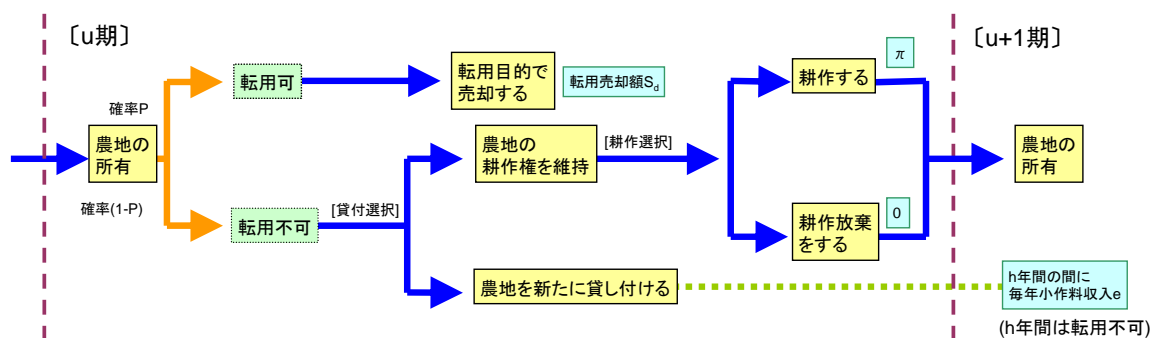 〔u期〕
〔u+1期〕
転用可
転用目的で
売却する
転用売却額Sd
耕作する
π
確率P
農地の
所有
農地の
耕作権を維持
[耕作選択]
農地の
所有
確率(1-P)
転用不可
[貸付選択]
耕作放棄
をする
0
農地を新たに貸し付ける
h年間の間に
毎年小作料収入e
(h年間は転用不可)